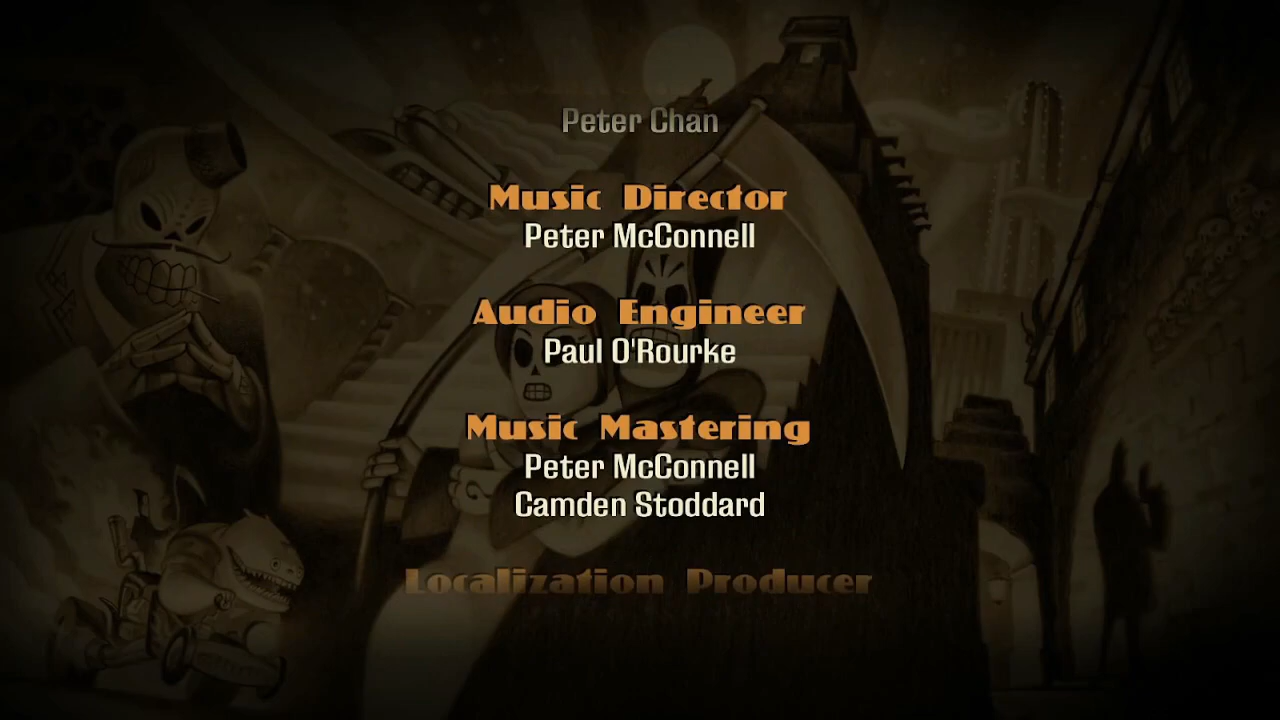 Peter Chan
Music Director
Peter McConnell
Audio Engineer
Paul O'Rourke
Music Mastering
Peter McConnell
Camden Stoddard
Localization Producer